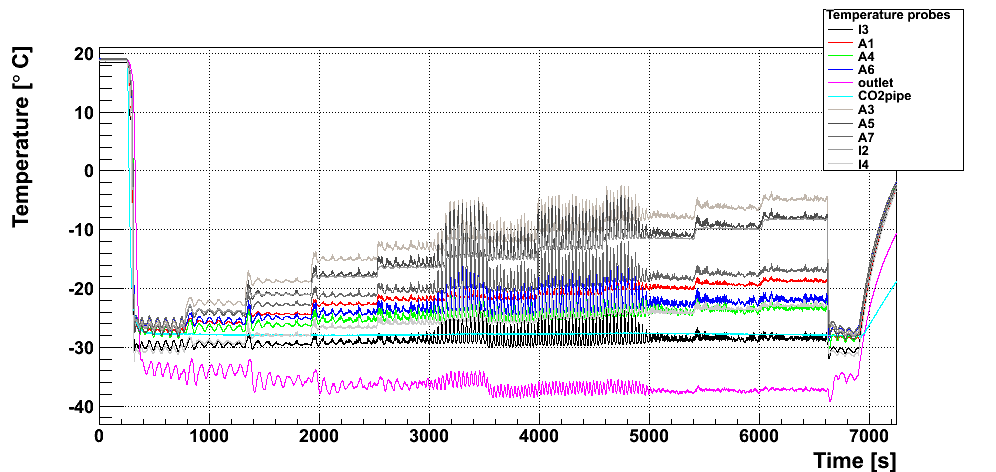 Temperature probes
I3
A1
A4
A6
outlet
CO2pipe
A3
A5
A7
I2
I4
Temperature [° C]
20
10
0
-10
-20
-30
-40
0 1000 2000 3000 4000 5000 6000 7000
Time [s]